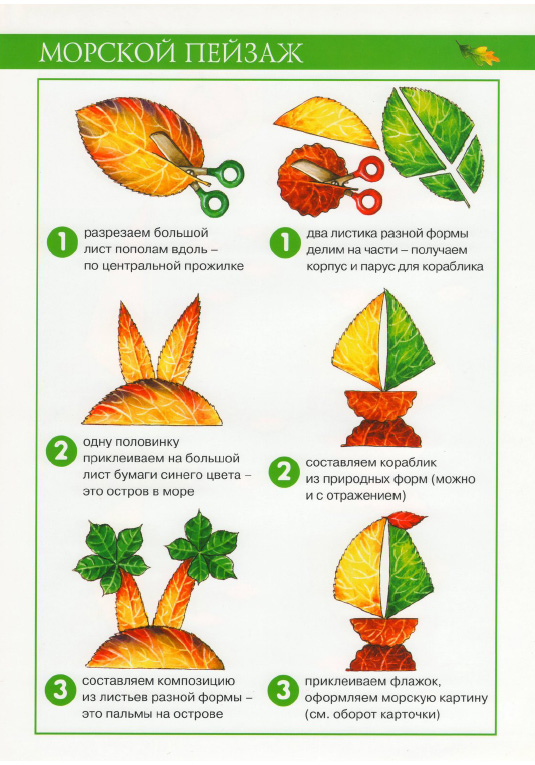 МОРСКОЙ ПЕЙЗАЖ
1
разрезаем большой
лист пополам вдоль –
по центральной прожилке
1
два листика разной формы
делим на части – получаем
корпус и парус для кораблика
2
одну половинку
приклеиваем на большой
лист бумаги синего цвета –
это остров в море
2
составляем кораблик
из природных форм (можно
и с отражением)
3
составляем композицию
из листьев разной формы –
это пальмы на острове
3
приклеиваем флажок,
оформляем морскую картину
(см. оборот карточки)